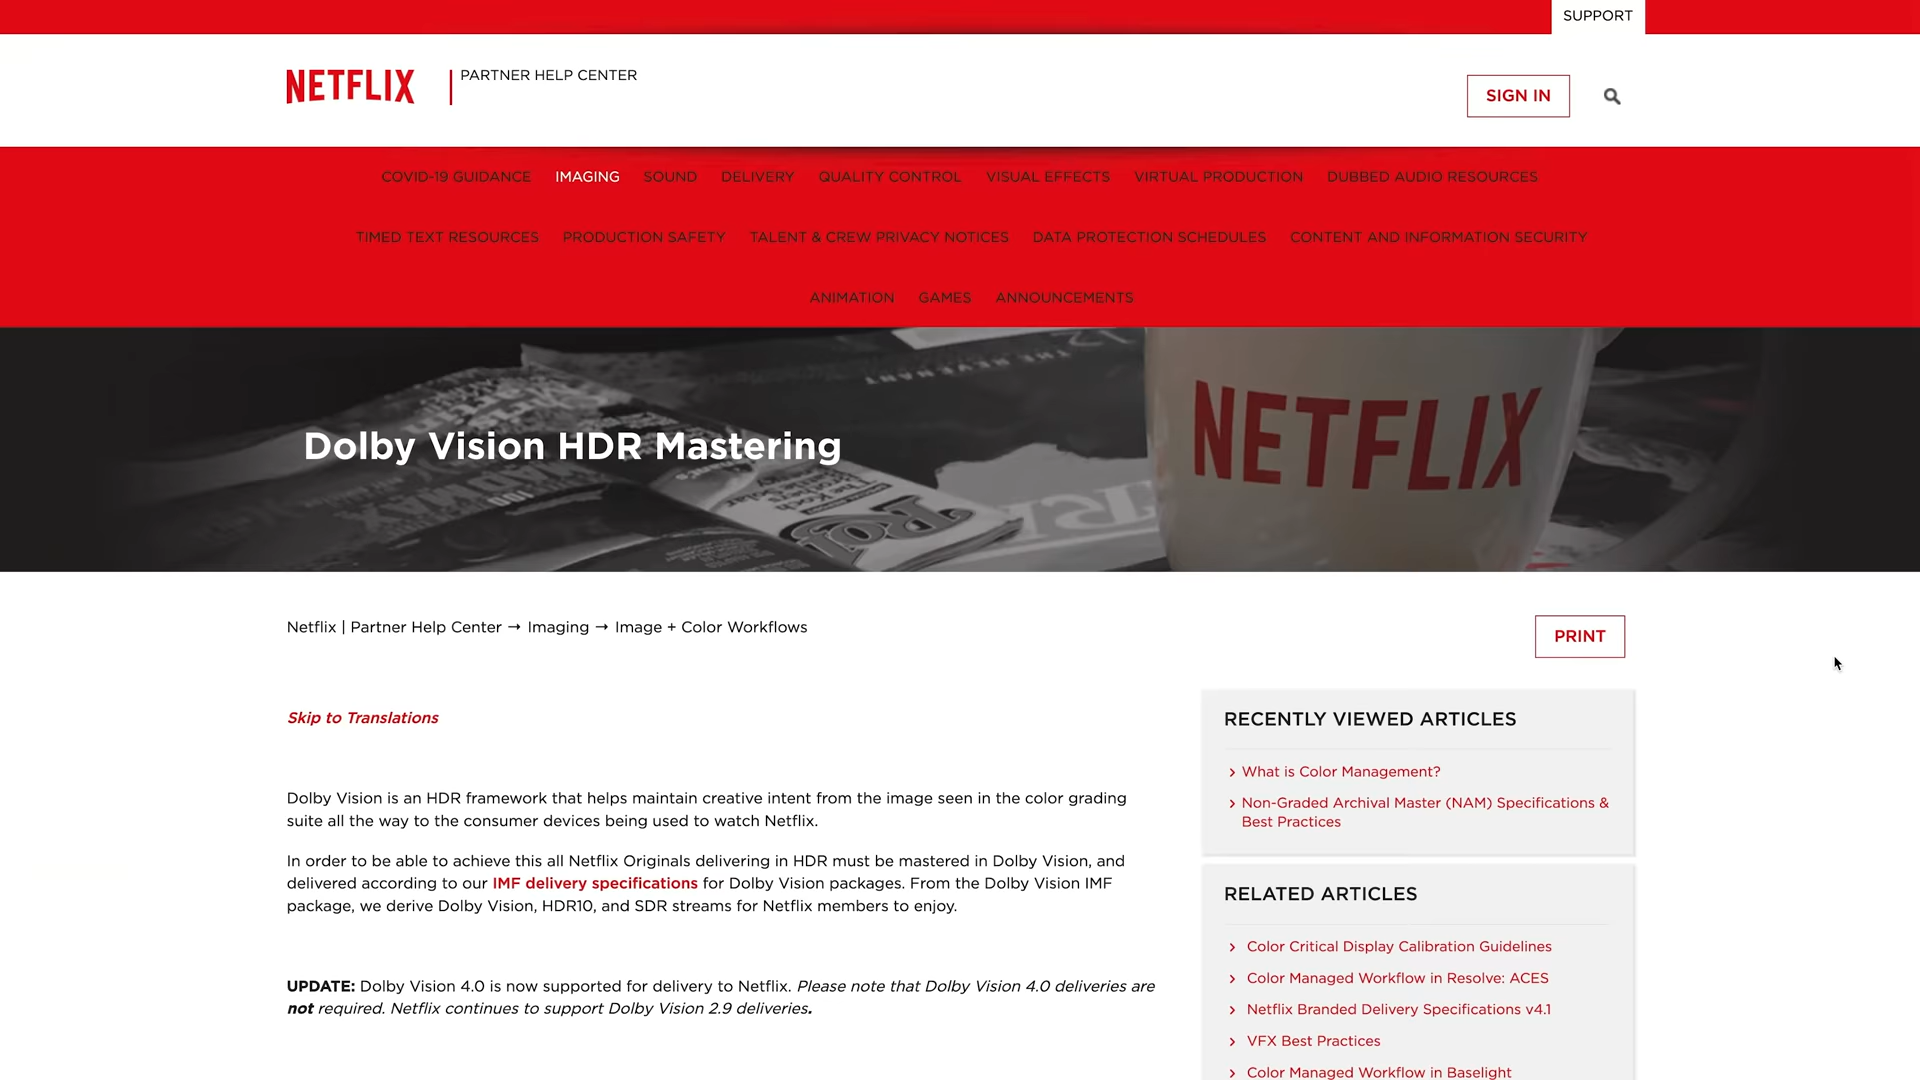 SUPPORT
NETFLIX
PARTNER HELP CENTER
SIGN IN
COVID-19 GUIDANCE IMAGING SOUND DELIVERY QUALITY CONTROL VISUAL EFFECTS VIRTUAL PRODUCTION DUBBED AUDIO RESOURCES
TIMED TEXT RESOURCES PRODUCTION SAFETY TALENT & CREW PRIVACY NOTICES DATA PROTECTION SCHEDULES CONTENT AND INFORMATION SECURITY
ANIMATION GAMES ANNOUNCEMENTS
THE REVENANT
NETFLIX
Dolby Vision HDR Mastering
Netflix | Partner Help Center → Imaging → Image + Color Workflows
PRINT
Skip to Translations
Dolby Vision is an HDR framework that helps maintain creative intent from the image seen in the color grading
suite all the way to the consumer devices being used to watch Netflix.
In order to be able to achieve this all Netflix Originals delivering in HDR must be mastered in Dolby Vision, and
delivered according to our IMF delivery specifications for Dolby Vision packages. From the Dolby Vision IMF
package, we derive Dolby Vision, HDR10, and SDR streams for Netflix members to enjoy.
UPDATE: Dolby Vision 4.0 is now supported for delivery to Netflix. Please note that Dolby Vision 4.0 deliveries are
not required. Netflix continues to support Dolby Vision 2.9 deliveries.
RECENTLY VIEWED ARTICLES
What is Color Management?
Non-Graded Archival Master (NAM) Specifications &
Best Practices
RELATED ARTICLES
Color Critical Display Calibration Guidelines
Color Managed Workflow in Resolve: ACES
Netflix Branded Delivery Specifications v4.1
VFX Best Practices
Color Managed Workflow in Baselight